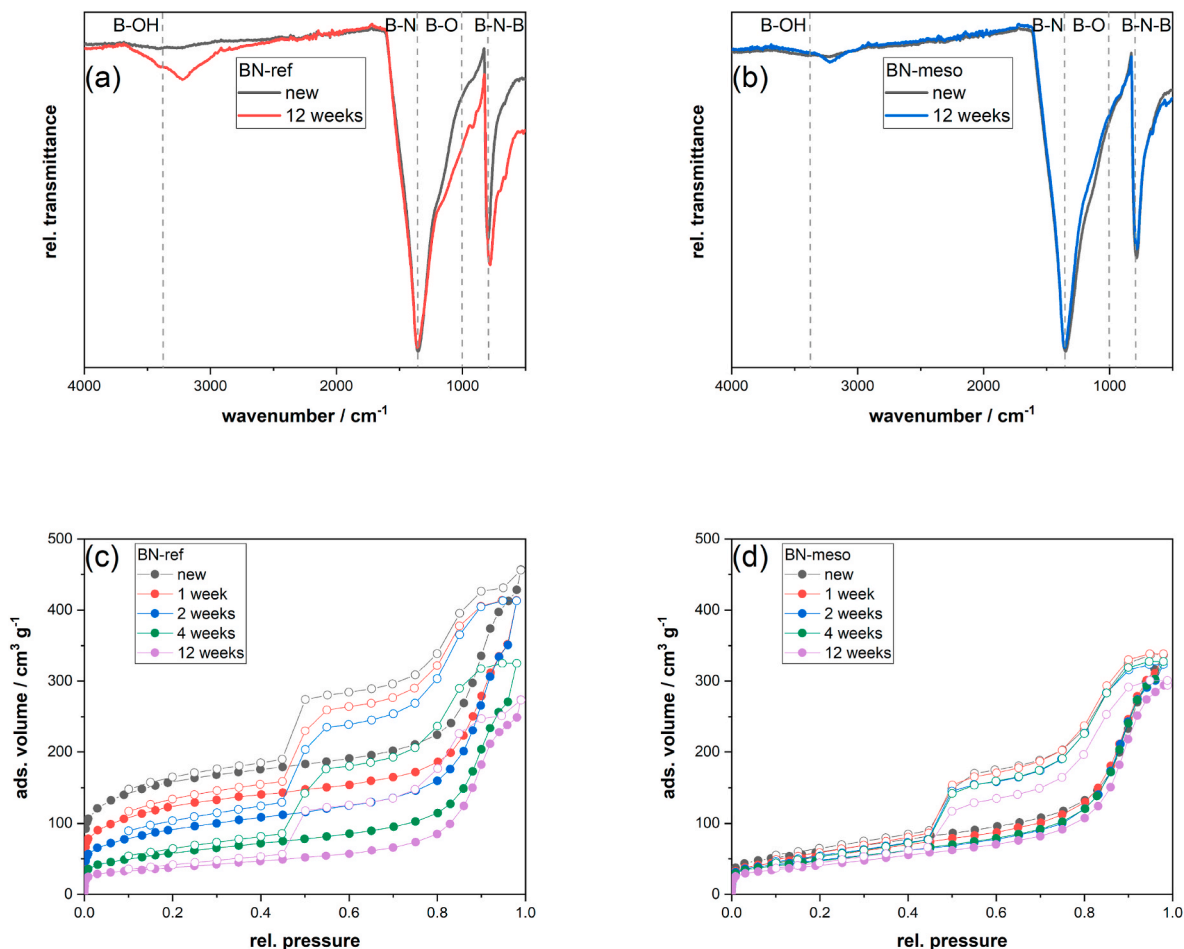 B-OH
B-N
B-O
B-N-B
(a)
BN-ref
new
12 weeks
rel. transmittance
4000
3000
2000
1000
wavenumber / cm⁻¹
B-OH
B-N
B-O
B-N-B
(b)
BN-meso
new
12 weeks
rel. transmittance
4000
3000
2000
1000
wavenumber / cm⁻¹
(c)
BN-ref
new
1 week
2 weeks
4 weeks
12 weeks
500
400
300
200
100
0
ads. volume / cm³ g⁻¹
0.0
0.2
0.4
0.6
0.8
1.0
rel. pressure
(d)
BN-meso
new
1 week
2 weeks
4 weeks
12 weeks
500
400
300
200
100
0
ads. volume / cm³ g⁻¹
0.0
0.2
0.4
0.6
0.8
1.0
rel. pressure